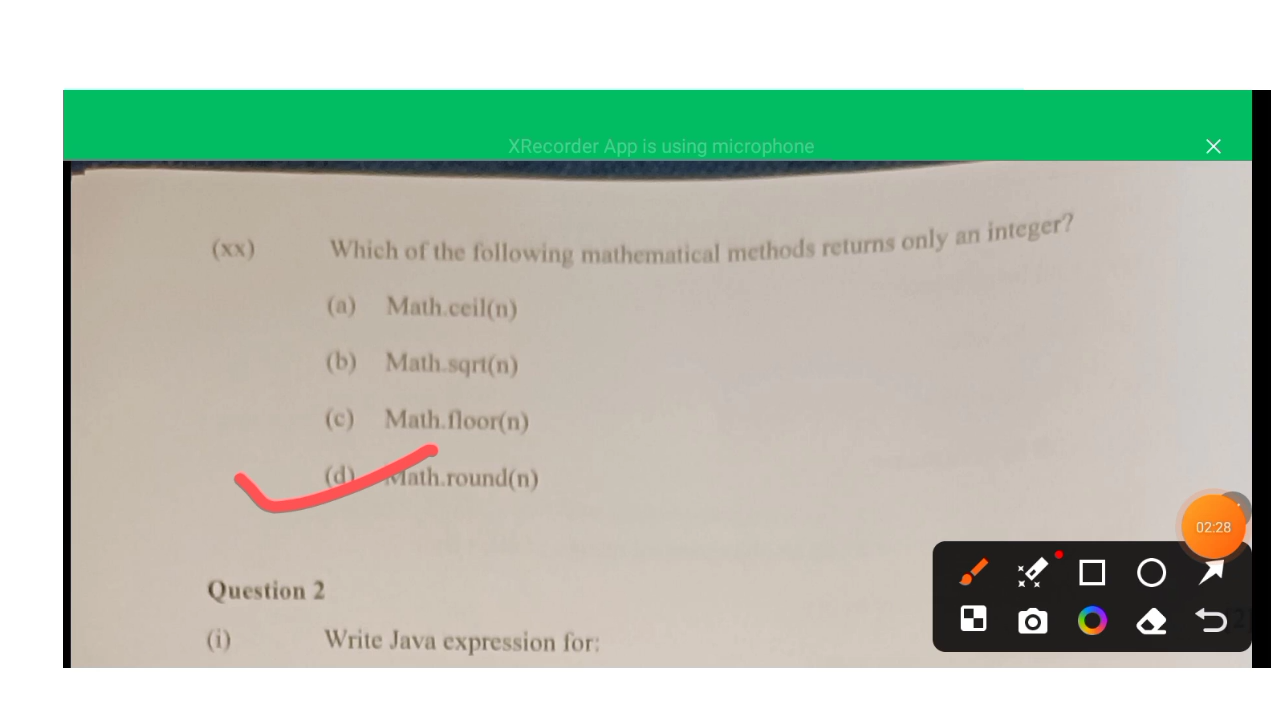 XRecorder App is using microphone
(xx) Which of the following mathematical methods returns only an integer?
(a) Math.ceil(n)
(b) Math.sqrt(n)
(c) Math.floor(n)
(d) Math.round(n)
02:28
Question 2
(i) Write Java expression for: